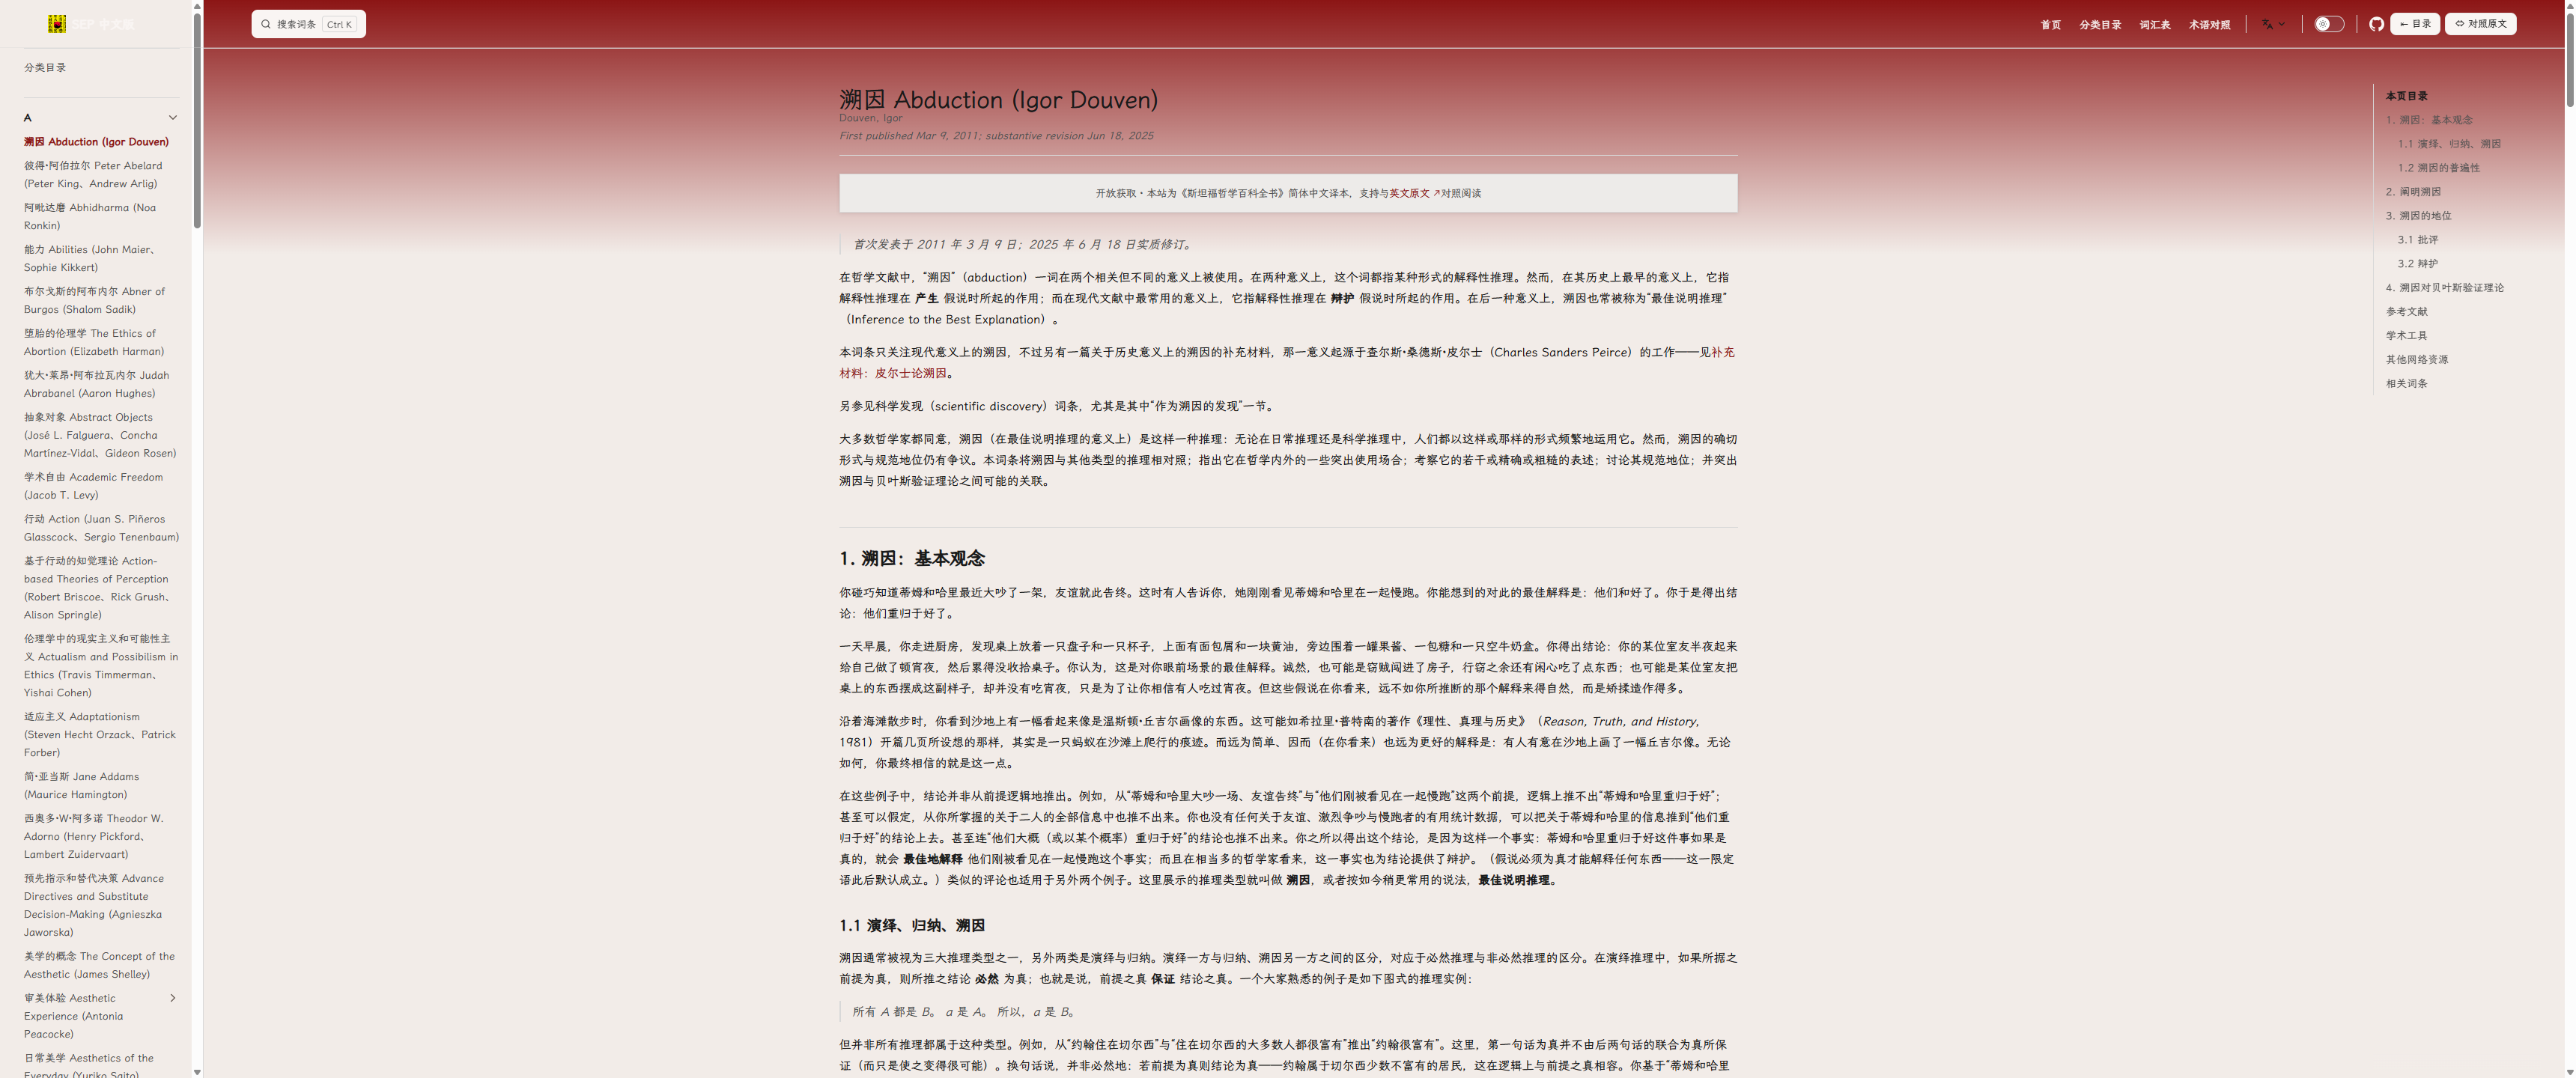 SEP 中文版
搜索词条 Ctrl K
首页 分类目录 词汇表 术语对照
⇤ 目录
⇔ 对照原文
分类目录
A
溯因 Abduction (Igor Douven)
彼得·阿伯拉尔 Peter Abelard
(Peter King、Andrew Arlig)
阿毗达磨 Abhidharma (Noa
Ronkin)
能力 Abilities (John Maier、
Sophie Kikkert)
布尔戈斯的阿布内尔 Abner of
Burgos (Shalom Sadik)
堕胎的伦理学 The Ethics of
Abortion (Elizabeth Harman)
犹大·莱昂·阿布拉瓦内尔 Judah
Abrabanel (Aaron Hughes)
抽象对象 Abstract Objects
(José L. Falguera、Concha
Martínez-Vidal、Gideon Rosen)
学术自由 Academic Freedom
(Jacob T. Levy)
行动 Action (Juan S. Piñeros
Glasscock、Sergio Tenenbaum)
基于行动的知觉理论 Action-
based Theories of Perception
(Robert Briscoe、Rick Grush、
Alison Springle)
伦理学中的现实主义和可能性主
义 Actualism and Possibilism in
Ethics (Travis Timmerman、
Yishai Cohen)
适应主义 Adaptationism
(Steven Hecht Orzack、Patrick
Forber)
简·亚当斯 Jane Addams
(Maurice Hamington)
西奥多·W·阿多诺 Theodor W.
Adorno (Henry Pickford、
Lambert Zuidervaart)
预先指示和替代决策 Advance
Directives and Substitute
Decision-Making (Agnieszka
Jaworska)
美学的概念 The Concept of the
Aesthetic (James Shelley)
审美体验 Aesthetic
Experience (Antonia
Peacocke)
日常美学 Aesthetics of the
Everyday (Yuriko Saito)
溯因 Abduction (Igor Douven)
Douven, Igor
First published Mar 9, 2011; substantive revision Jun 18, 2025
开放获取 · 本站为《斯坦福哲学百科全书》简体中文译本，支持与英文原文 ↗对照阅读
首次发表于 2011 年 3 月 9 日；2025 年 6 月 18 日实质修订。
在哲学文献中，“溯因”（abduction）一词在两个相关但不同的意义上被使用。在两种意义上，这个词都指某种形式的解释性推理。然而，在其历史上最早的意义上，它指
解释性推理在 产生 假说时所起的作用；而在现代文献中最常用的意义上，它指解释性推理在 辩护 假说时所起的作用。在后一种意义上，溯因也常被称为“最佳说明推理”
（Inference to the Best Explanation）。
本词条只关注现代意义上的溯因，不过另有一篇关于历史意义上的溯因的补充材料，那一意义起源于查尔斯·桑德斯·皮尔士（Charles Sanders Peirce）的工作——见补充
材料：皮尔士论溯因。
另参见科学发现（scientific discovery）词条，尤其是其中“作为溯因的发现”一节。
大多数哲学家都同意，溯因（在最佳说明推理的意义上）是这样一种推理：无论在日常推理还是科学推理中，人们都以这样或那样的形式频繁地运用它。然而，溯因的确切
形式与规范地位仍有争议。本词条将溯因与其他类型的推理相对照；指出它在哲学内外的一些突出使用场合；考察它的若干或精确或粗糙的表述；讨论其规范地位；并突出
溯因与贝叶斯验证理论之间可能的关联。
1. 溯因：基本观念
你碰巧知道蒂姆和哈里最近大吵了一架，友谊就此告终。这时有人告诉你，她刚刚看见蒂姆和哈里在一起慢跑。你能想到的对此的最佳解释是：他们和好了。你于是得出结
论：他们重归于好了。
一天早晨，你走进厨房，发现桌上放着一只盘子和一只杯子，上面有面包屑和一块黄油，旁边围着一罐果酱、一包糖和一只空牛奶盒。你得出结论：你的某位室友半夜起来
给自己做了顿宵夜，然后累得没收拾桌子。你认为，这是对你眼前场景的最佳解释。诚然，也可能是窃贼闯进了房子，行窃之余还有闲心吃了点东西；也可能是某位室友把
桌上的东西摆成这副样子，却并没有吃宵夜，只是为了让你相信有人吃过宵夜。但这些假说在你看来，远不如你所推断的那个解释来得自然，而是矫揉造作得多。
沿着海滩散步时，你看到沙地上有一幅看起来像是温斯顿·丘吉尔画像的东西。这可能如希拉里·普特南的著作《理性、真理与历史》（Reason, Truth, and History,
1981）开篇几页所设想的那样，其实是一只蚂蚁在沙滩上爬行的痕迹。而远为简单、因而（在你看来）也远为更好的解释是：有人有意在沙地上画了一幅丘吉尔像。无论
如何，你最终相信的就是这一点。
在这些例子中，结论并非从前提逻辑地推出。例如，从“蒂姆和哈里大吵一场、友谊告终”与“他们刚被看见在一起慢跑”这两个前提，逻辑上推不出“蒂姆和哈里重归于好”；
甚至可以假定，从你所掌握的关于二人的全部信息中也推不出来。你也没有任何关于友谊、激烈争吵与慢跑者的有用统计数据，可以把关于蒂姆和哈里的信息推到“他们重
归于好”的结论上去。甚至连“他们大概（或以某个概率）重归于好”的结论也推不出来。你之所以得出这个结论，是因为这样一个事实：蒂姆和哈里重归于好这件事如果是
真的，就会 最佳地解释 他们刚被看见在一起慢跑这个事实；而且在相当多的哲学家看来，这一事实也为结论提供了辩护。（假说必须为真才能解释任何东西——这一限定
语此后默认成立。）类似的评论也适用于另外两个例子。这里展示的推理类型就叫做 溯因，或者按如今稍更常用的说法，最佳说明推理。
1.1 演绎、归纳、溯因
溯因通常被视为三大推理类型之一，另外两类是演绎与归纳。演绎一方与归纳、溯因另一方之间的区分，对应于必然推理与非必然推理的区分。在演绎推理中，如果所据之
前提为真，则所推之结论 必然 为真；也就是说，前提之真 保证 结论之真。一个大家熟悉的例子是如下图式的推理实例：
所有 A 都是 B。 a 是 A。 所以，a 是 B。
但并非所有推理都属于这种类型。例如，从“约翰住在切尔西”与“住在切尔西的大多数人都很富有”推出“约翰很富有”。这里，第一句话为真并不由后两句话的联合为真所保
证（而只是使之变得很可能）。换句话说，并非必然地：若前提为真则结论为真——约翰属于切尔西少数不富有的居民，这在逻辑上与前提之真相容。你基于“蒂姆和哈里
本页目录
1. 溯因：基本观念
1.1 演绎、归纳、溯因
1.2 溯因的普遍性
2. 阐明溯因
3. 溯因的地位
3.1 批评
3.2 辩护
4. 溯因对贝叶斯验证理论
参考文献
学术工具
其他网络资源
相关词条